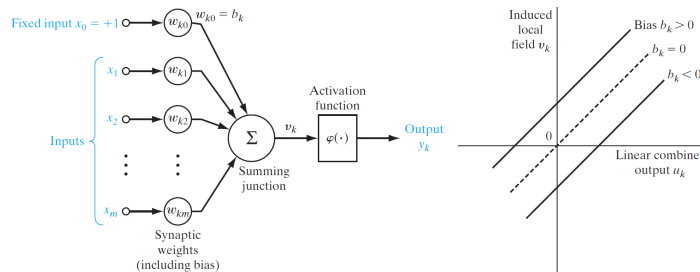 Fixed input x₀ = +1
wₖ₀
wₖ₀ = bₖ
x₁
wₖ₁
x₂
wₖ₂
Inputs
xₘ
wₖₘ
Σ
Summing
junction
vₖ
Activation
function
φ(·)
Output
yₖ
Synaptic
weights
(including bias)
Induced
local
field vₖ
Bias bₖ > 0
bₖ = 0
bₖ < 0
0
Linear combine
output uₖ